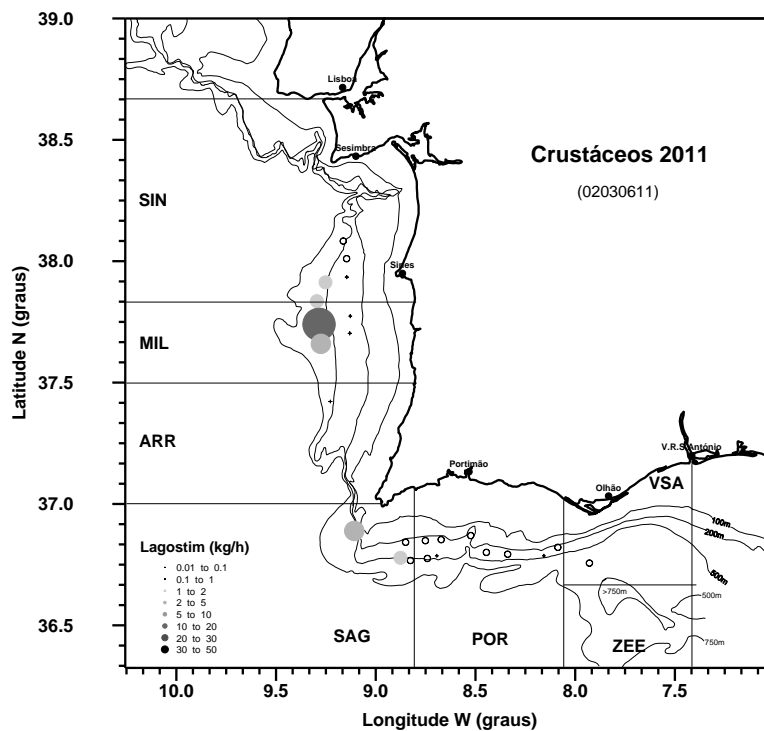 39.0
38.5
38.0
37.5
37.0
36.5
Latitude N (graus)
Lisboa
Sesimbra
Crustáceos 2011
(02030611)
SIN
Sines
MIL
ARR
Portimão
V.R.S.António
Olhão
VSA
100m
200m
500m
>750m
500m
750m
Lagostim (kg/h)
0.01 to 0.1
0.1 to 1
1 to 2
2 to 5
5 to 10
10 to 20
20 to 30
30 to 50
SAG
POR
ZEE
10.0 9.5 9.0 8.5 8.0 7.5
Longitude W (graus)